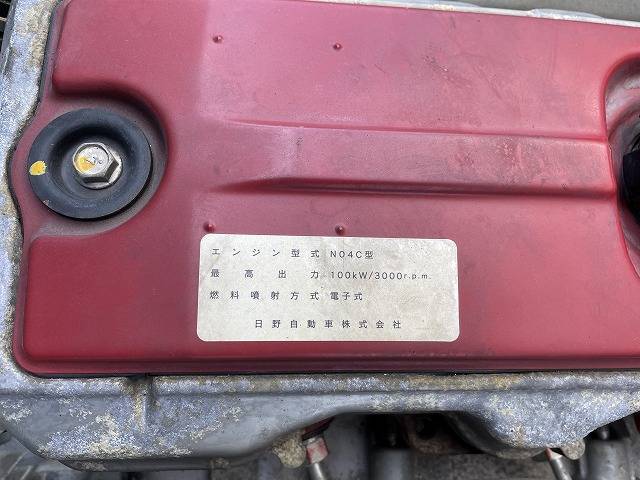 エンジン型式 N04C型
最高出力 100kW/3000r.p.m.
燃料噴射方式 電子式
日野自動車株式会社